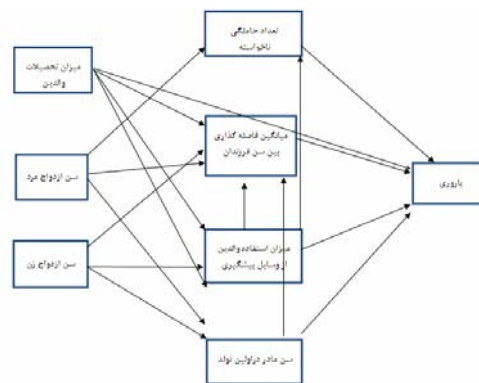 تعداد حاملگی
ناخواسته
میزان تحصیلات
والدین
میانگین فاصله گذاری
بین سن فرزندان
سن ازدواج مرد
باروری
میزان استفاده والدین
از وسایل پیشگیری
سن ازدواج زن
سن مادر در اولین تولد